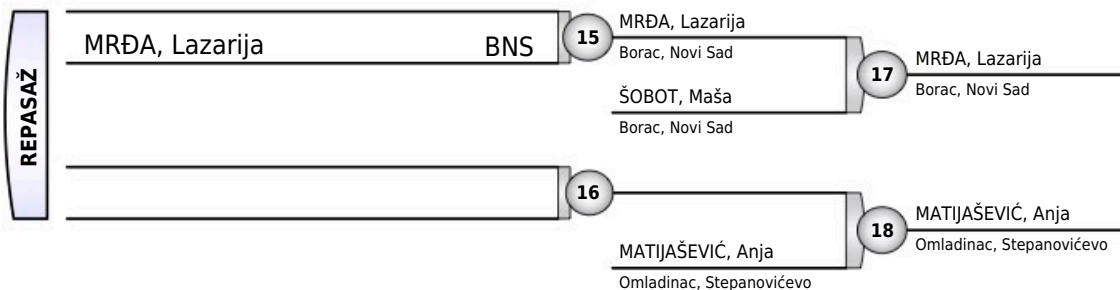 REPASAŽ
MRĐA, Lazarija BNS
15
MRĐA, Lazarija
Borac, Novi Sad
ŠOBOT, Maša
Borac, Novi Sad
17
MRĐA, Lazarija
Borac, Novi Sad
16
MATIJAŠEVIĆ, Anja
Omladinac, Stepanovićevo
18
MATIJAŠEVIĆ, Anja
Omladinac, Stepanovićevo